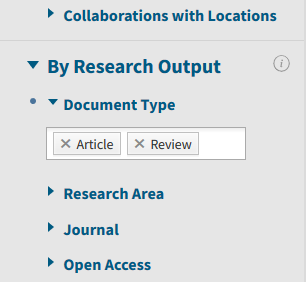 Collaborations with Locations
By Research Output
i
Document Type
× Article × Review
Research Area
Journal
Open Access